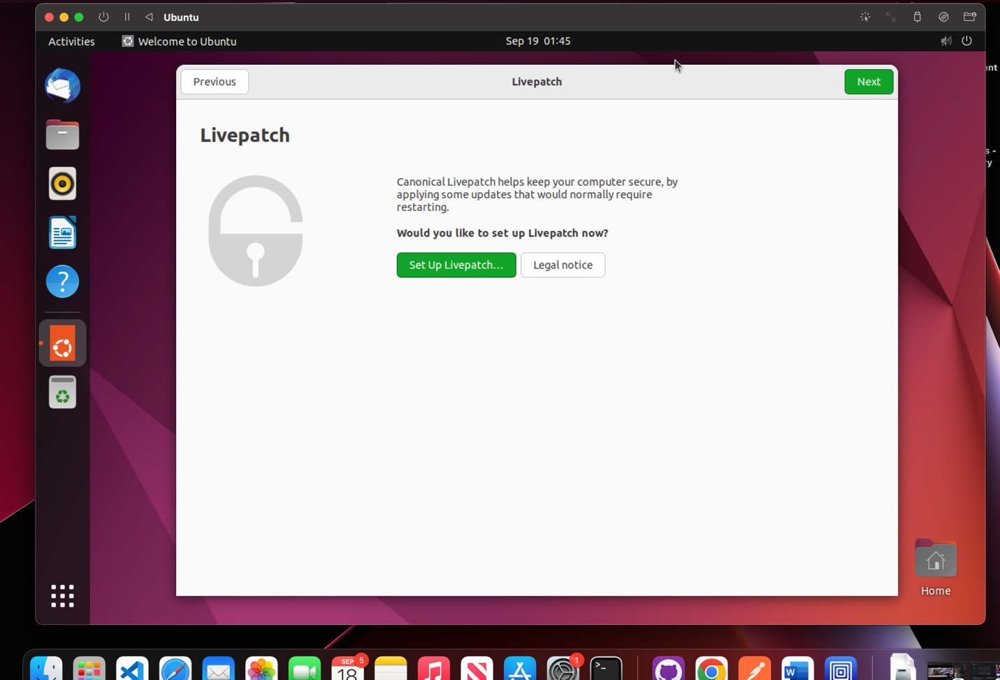 Ubuntu
Activities
Welcome to Ubuntu
Sep 19 01:45
Previous
Livepatch
Next
Livepatch
Canonical Livepatch helps keep your computer secure, by
applying some updates that would normally require
restarting.
Would you like to set up Livepatch now?
Set Up Livepatch...
Legal notice
ent
s -
ry
Home
SEP
5
18
1
>_
W